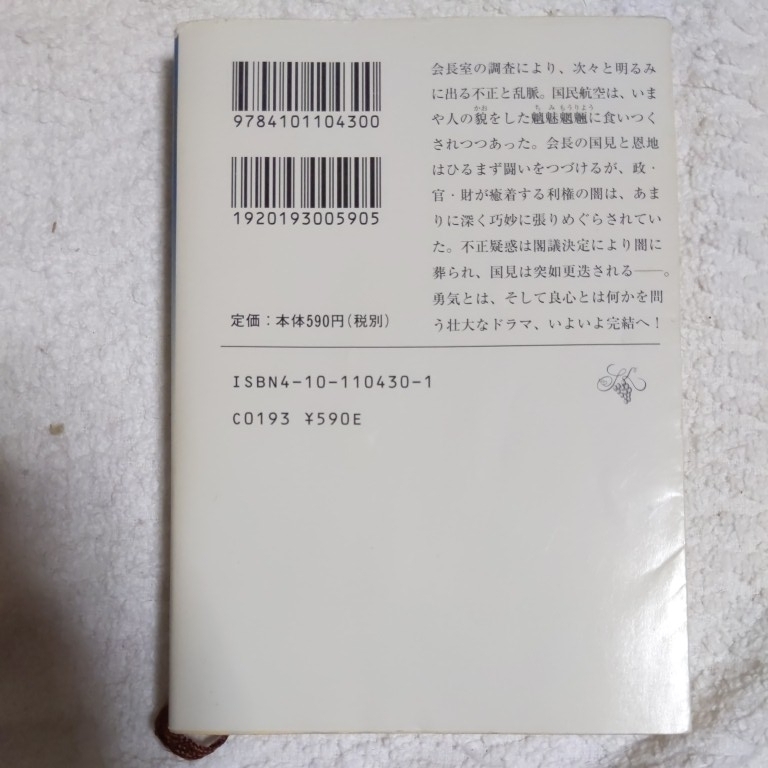 9784101104300
1920193005905
定価:本体590円(税別)
会長室の調査により、次々と明るみ
に出る不正と乱脈。国民航空は、いま
や人の貌をした魑魅魍魎に食いつく
されつつあった。会長の国見と恩地
はひるまず闘いをつづけるが、政・
官・財が癒着する利権の闇は、あま
りに深く巧妙に張りめぐらされてい
た。不正疑惑は閣議決定により闇に
葬られ、国見は突如更迭される――。
勇気とは、そして良心とは何かを問
う壮大なドラマ、いよいよ完結へ!
ISBN4-10-110430-1
C0193 ¥590E